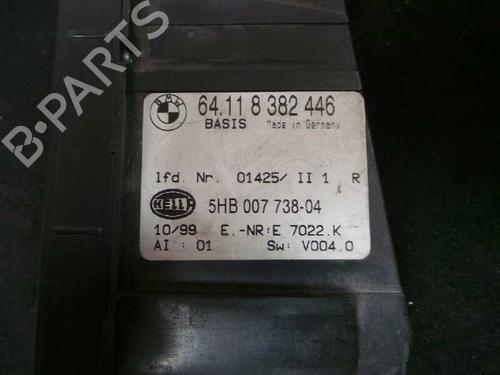 BMW
64.11 8 382 446
BASIS Made in Germany
lfd. Nr. 01425/ II 1 R
HELLA 5HB 007 738-04
10/99 E.-NR:E 7022.K
AI : 01 Sw: V004.0
B-PARTS